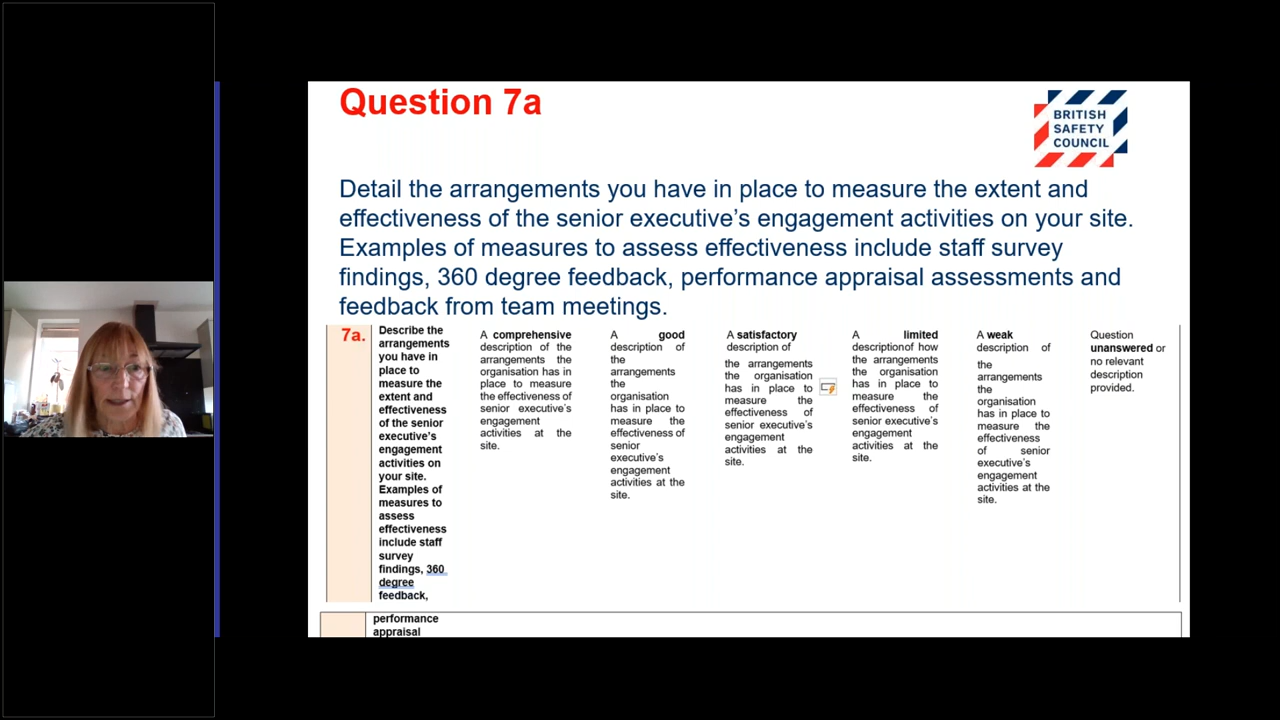 Question 7a
BRITISH
SAFETY
COUNCIL
Detail the arrangements you have in place to measure the extent and
effectiveness of the senior executive's engagement activities on your site.
Examples of measures to assess effectiveness include staff survey
findings, 360 degree feedback, performance appraisal assessments and
feedback from team meetings.
7a.
Describe the
arrangements
you have in
place to
measure the
extent and
effectiveness
of the senior
executive's
engagement
activities on
your site.
Examples of
measures to
assess
effectiveness
include staff
survey
findings, 360
degree
feedback,
performance
appraisal
A comprehensive
description of the
arrangements the
organisation has in
place to measure
the effectiveness of
senior executive's
engagement
activities at the
site.
A good
description of
the
arrangements
the
organisation
has in place to
measure the
effectiveness of
senior
executive's
engagement
activities at the
site.
A satisfactory
description of
the arrangements
the organisation
has in place to
measure the
effectiveness of
senior executive's
engagement
activities at the
site.
A limited
descriptionof how
the arrangements
the organisation
has in place to
measure the
effectiveness of
senior executive's
engagement
activities at the
site.
A weak
description of
the
arrangements
the
organisation
has in place to
measure the
effectiveness
of senior
executive's
engagement
activities at the
site.
Question
unanswered or
no relevant
description
provided.